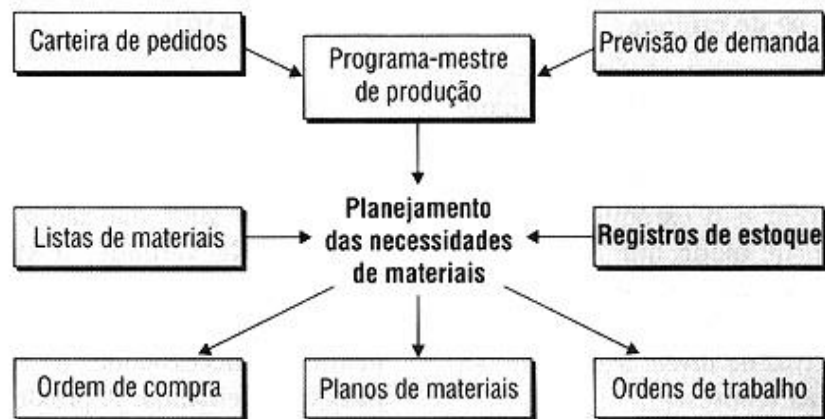 Carteira de pedidos
Programa-mestre
de produção
Previsão de demanda
Listas de materiais
Planejamento
das necessidades
de materiais
Registros de estoque
Ordem de compra
Planos de materiais
Ordens de trabalho